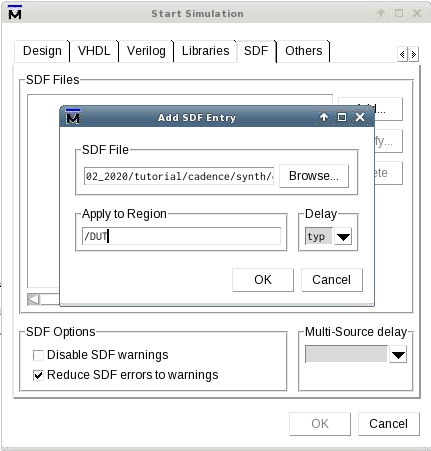 Start Simulation
Design VHDL Verilog Libraries SDF Others
SDF Files
Add SDF Entry
SDF File
02_2020/tutorial/cadence/synth/
Browse...
Apply to Region
Delay
/DUT
typ
OK
Cancel
SDF Options
Multi-Source delay
Disable SDF warnings
Reduce SDF errors to warnings
OK
Cancel